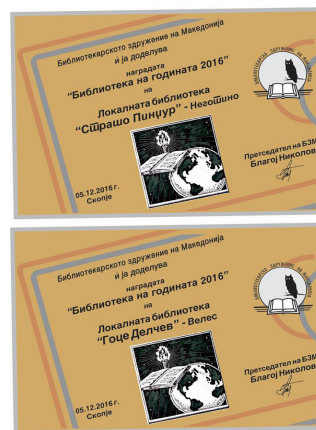 Библиотекарското здружение на Македонија
ѝ ја доделува
наградата
“Библиотека на годината 2016”
на
Локалната библиотека
“Страшо Пинџур” - Неготино
Претседател на БЗМ
Благој Николов
05.12.2016 г.
Скопје
Библиотекарското здружение на Македонија
ѝ ја доделува
наградата
“Библиотека на годината 2016”
на
Локалната библиотека
“Гоце Делчев” - Велес
Претседател на БЗМ
Благој Николов
05.12.2016 г.
Скопје